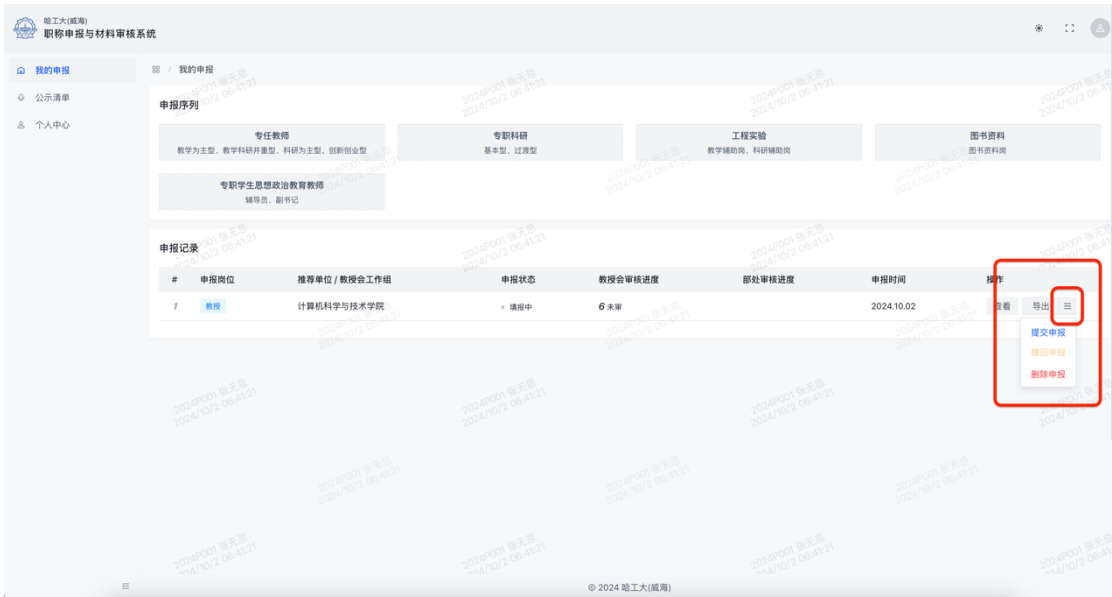 哈工大(威海)
职称申报与材料审核系统
我的申报
公示清单
个人中心
/ 我的申报
申报序列
专任教师
教学为主型、教学科研并重型、科研为主型、创新创业型
专职科研
基本型、过渡型
工程实验
教学辅助岗、科研辅助岗
图书资料
图书资料岗
专职学生思想政治教育教师
辅导员、副书记
申报记录
# 申报岗位 推荐单位 / 教授会工作组 申报状态 教授会审核进度 部处审核进度 申报时间 操作
1 教授 计算机科学与技术学院 填报中 6 未审 2024.10.02 查看 导出
提交申报
撤回申报
删除申报
2024P001 张无忌
2024/10/2 06:41:21
© 2024 哈工大(威海)